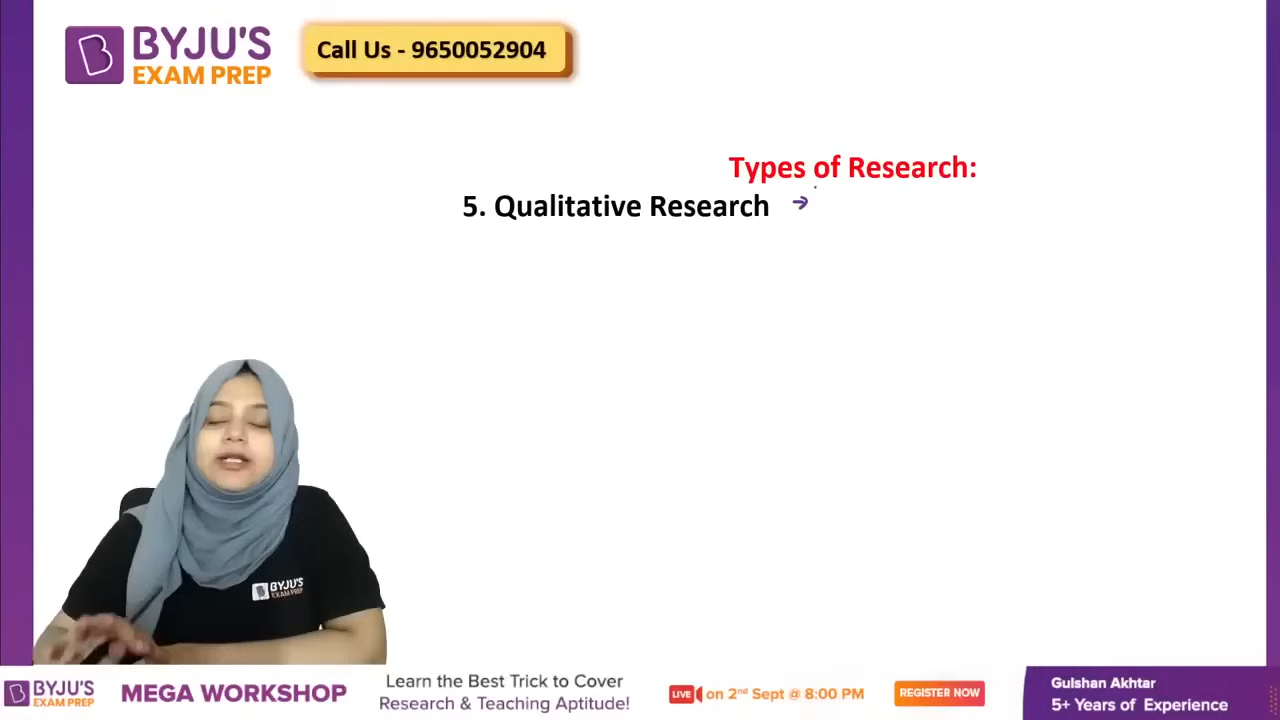 BYJU'S
EXAM PREP
Call Us - 9650052904
Types of Research:
5. Qualitative Research →
BYJU'S
EXAM PREP
BYJU'S
EXAM PREP
MEGA WORKSHOP
Learn the Best Trick to Cover
Research & Teaching Aptitude!
LIVE on 2nd Sept @ 8:00 PM
REGISTER NOW
Gulshan Akhtar
5+ Years of Experience